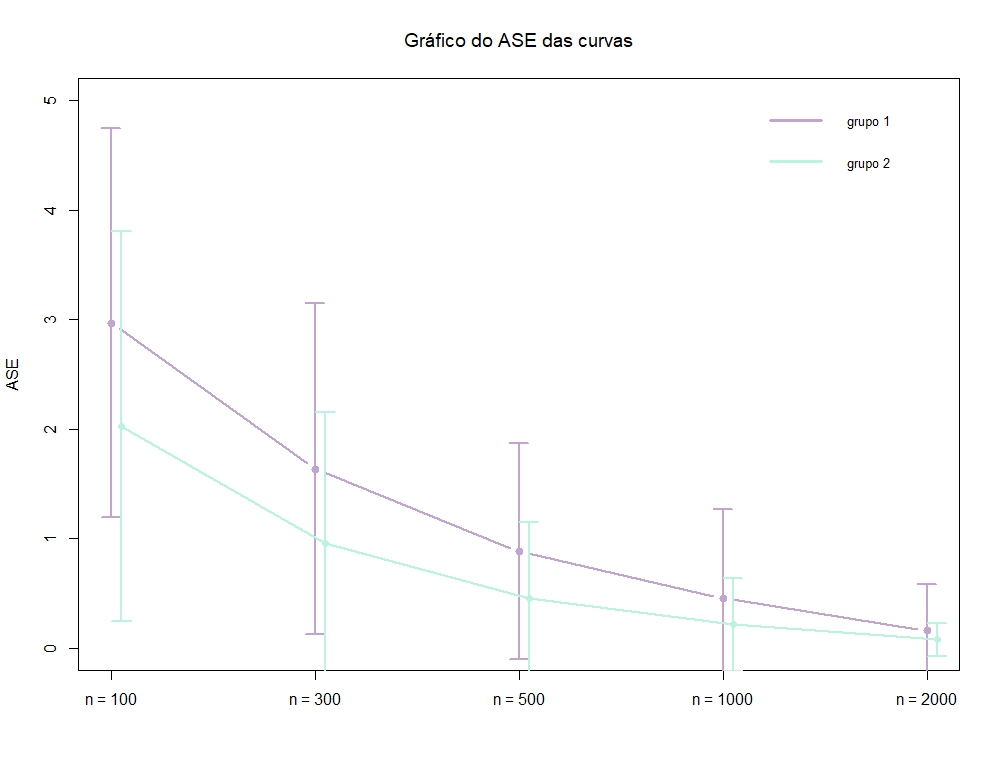 Gráfico do ASE das curvas
5
grupo 1
grupo 2
4
3
ASE
2
1
0
n = 100
n = 300
n = 500
n = 1000
n = 2000